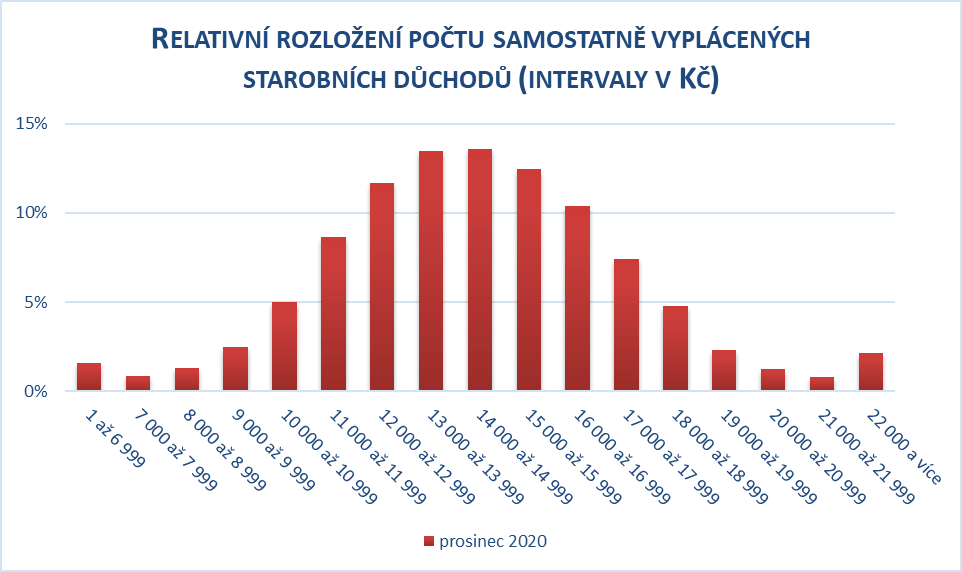 RELATIVNÍ ROZLOŽENÍ POČTU SAMOSTATNĚ VYPLÁCENÝCH
STAROBNÍCH DŮCHODŮ (INTERVALY V KČ)
15%
10%
5%
0%
1 až 6 999
7 000 až 7 999
8 000 až 8 999
9 000 až 9 999
10 000 až 10 999
11 000 až 11 999
12 000 až 12 999
13 000 až 13 999
14 000 až 14 999
15 000 až 15 999
16 000 až 16 999
17 000 až 17 999
18 000 až 18 999
19 000 až 19 999
20 000 až 20 999
21 000 až 21 999
22 000 a více
prosinec 2020